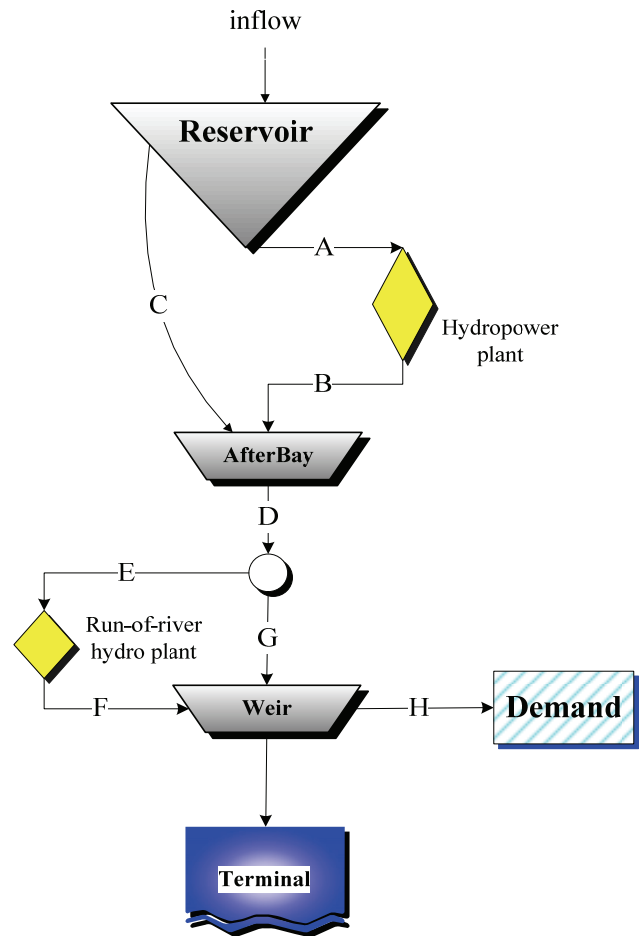 inflow
Reservoir
A
C
Hydropower
plant
B
AfterBay
D
E
Run-of-river
hydro plant
G
F
Weir
H
Demand
Terminal